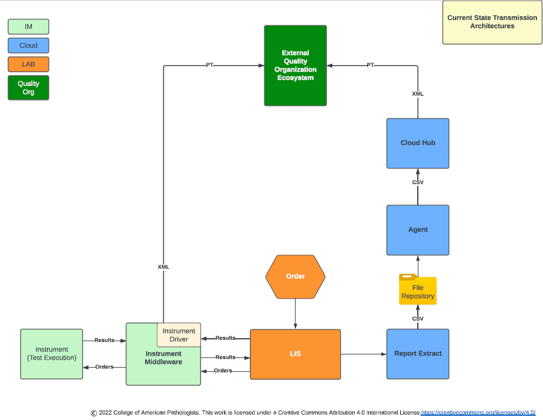 IM
Cloud
LAB
Quality
Org
Current State Transmission
Architectures
External
Quality
Organization
Ecosystem
PT
PT
XML
Cloud Hub
CSV
Agent
XML
Order
File
Repository
CSV
Instrument
Driver
Instrument
(Test Execution)
Results
Orders
Instrument
Middleware
Results
Results
Orders
LIS
Report Extract
© 2022 College of American Pathologists. This work is licensed under a Creative Commons Attribution 4.0 International License.https://creativecommons.org/licenses/by/4.0/